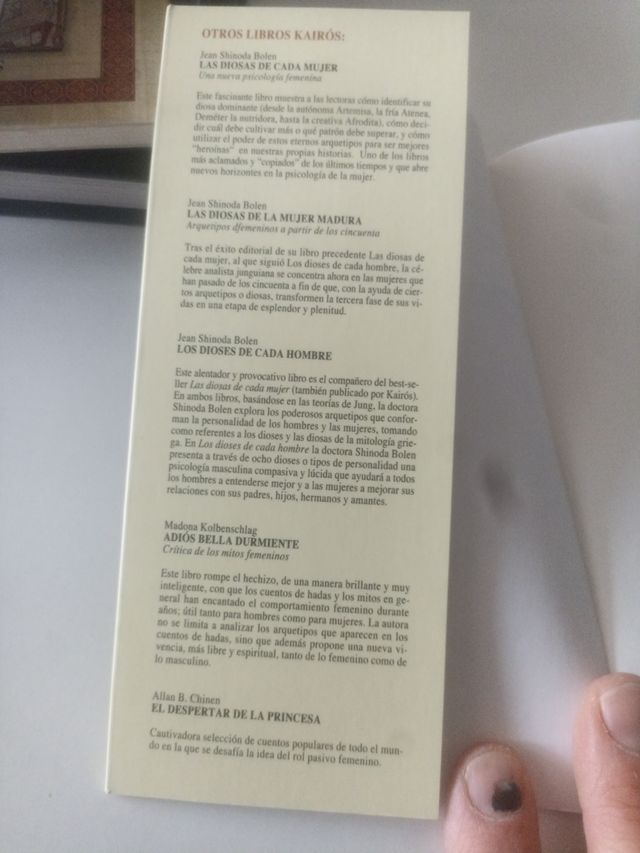 OTROS LIBROS KAIRÓS:
Jean Shinoda Bolen
LAS DIOSAS DE CADA MUJER
Una nueva psicología femenina
Este fascinante libro muestra a las lectoras cómo identificar su
diosa dominante (desde la autónoma Artemisa, la fría Atenea,
Deméter la nutridora, hasta la creativa Afrodita), cómo deci-
dir cuál debe cultivar más o qué patrón debe superar, y cómo
utilizar el poder de estos eternos arquetipos para ser mejores
"heroínas" en nuestras propias historias. Uno de los libros
más aclamados y "copiados" de los últimos tiempos y que abre
nuevos horizontes en la psicología de la mujer.
Jean Shinoda Bolen
LAS DIOSAS DE LA MUJER MADURA
Arquetipos dfemeninos a partir de los cincuenta
Tras el éxito editorial de su libro precedente Las diosas de
cada mujer, al que siguió Los dioses de cada hombre, la cé-
lebre analista junguiana se concentra ahora en las mujeres que
han pasado de los cincuenta a fin de que, con la ayuda de cier-
tos arquetipos o diosas, transformen la tercera fase de sus vi-
das en una etapa de esplendor y plenitud.
Jean Shinoda Bolen
LOS DIOSES DE CADA HOMBRE
Este alentador y provocativo libro es el compañero del best-se-
ller Las diosas de cada mujer (también publicado por Kairós).
En ambos libros, basándose en las teorías de Jung, la doctora
Shinoda Bolen explora los poderosos arquetipos que confor-
man la personalidad de los hombres y las mujeres, tomando
como referentes a los dioses y las diosas de la mitología grie-
ga. En Los dioses de cada hombre la doctora Shinoda Bolen
presenta a través de ocho dioses o tipos de personalidad una
psicología masculina compasiva y lúcida que ayudará a todos
los hombres a entenderse mejor y a las mujeres a mejorar sus
relaciones con sus padres, hijos, hermanos y amantes.
Madona Kolbenschlag
ADIÓS BELLA DURMIENTE
Crítica de los mitos femeninos
Este libro rompe el hechizo, de una manera brillante y muy
inteligente, con que los cuentos de hadas y los mitos en ge-
neral han encantado el comportamiento femenino durante
años; útil tanto para hombres como para mujeres. La autora
no se limita a analizar los arquetipos que aparecen en los
cuentos de hadas, sino que además propone una nueva vi-
vencia, más libre y espiritual, tanto de lo femenino como de
lo masculino.
Allan B. Chinen
EL DESPERTAR DE LA PRINCESA
Cautivadora selección de cuentos populares de todo el mun-
do en la que se desafía la idea del rol pasivo femenino.